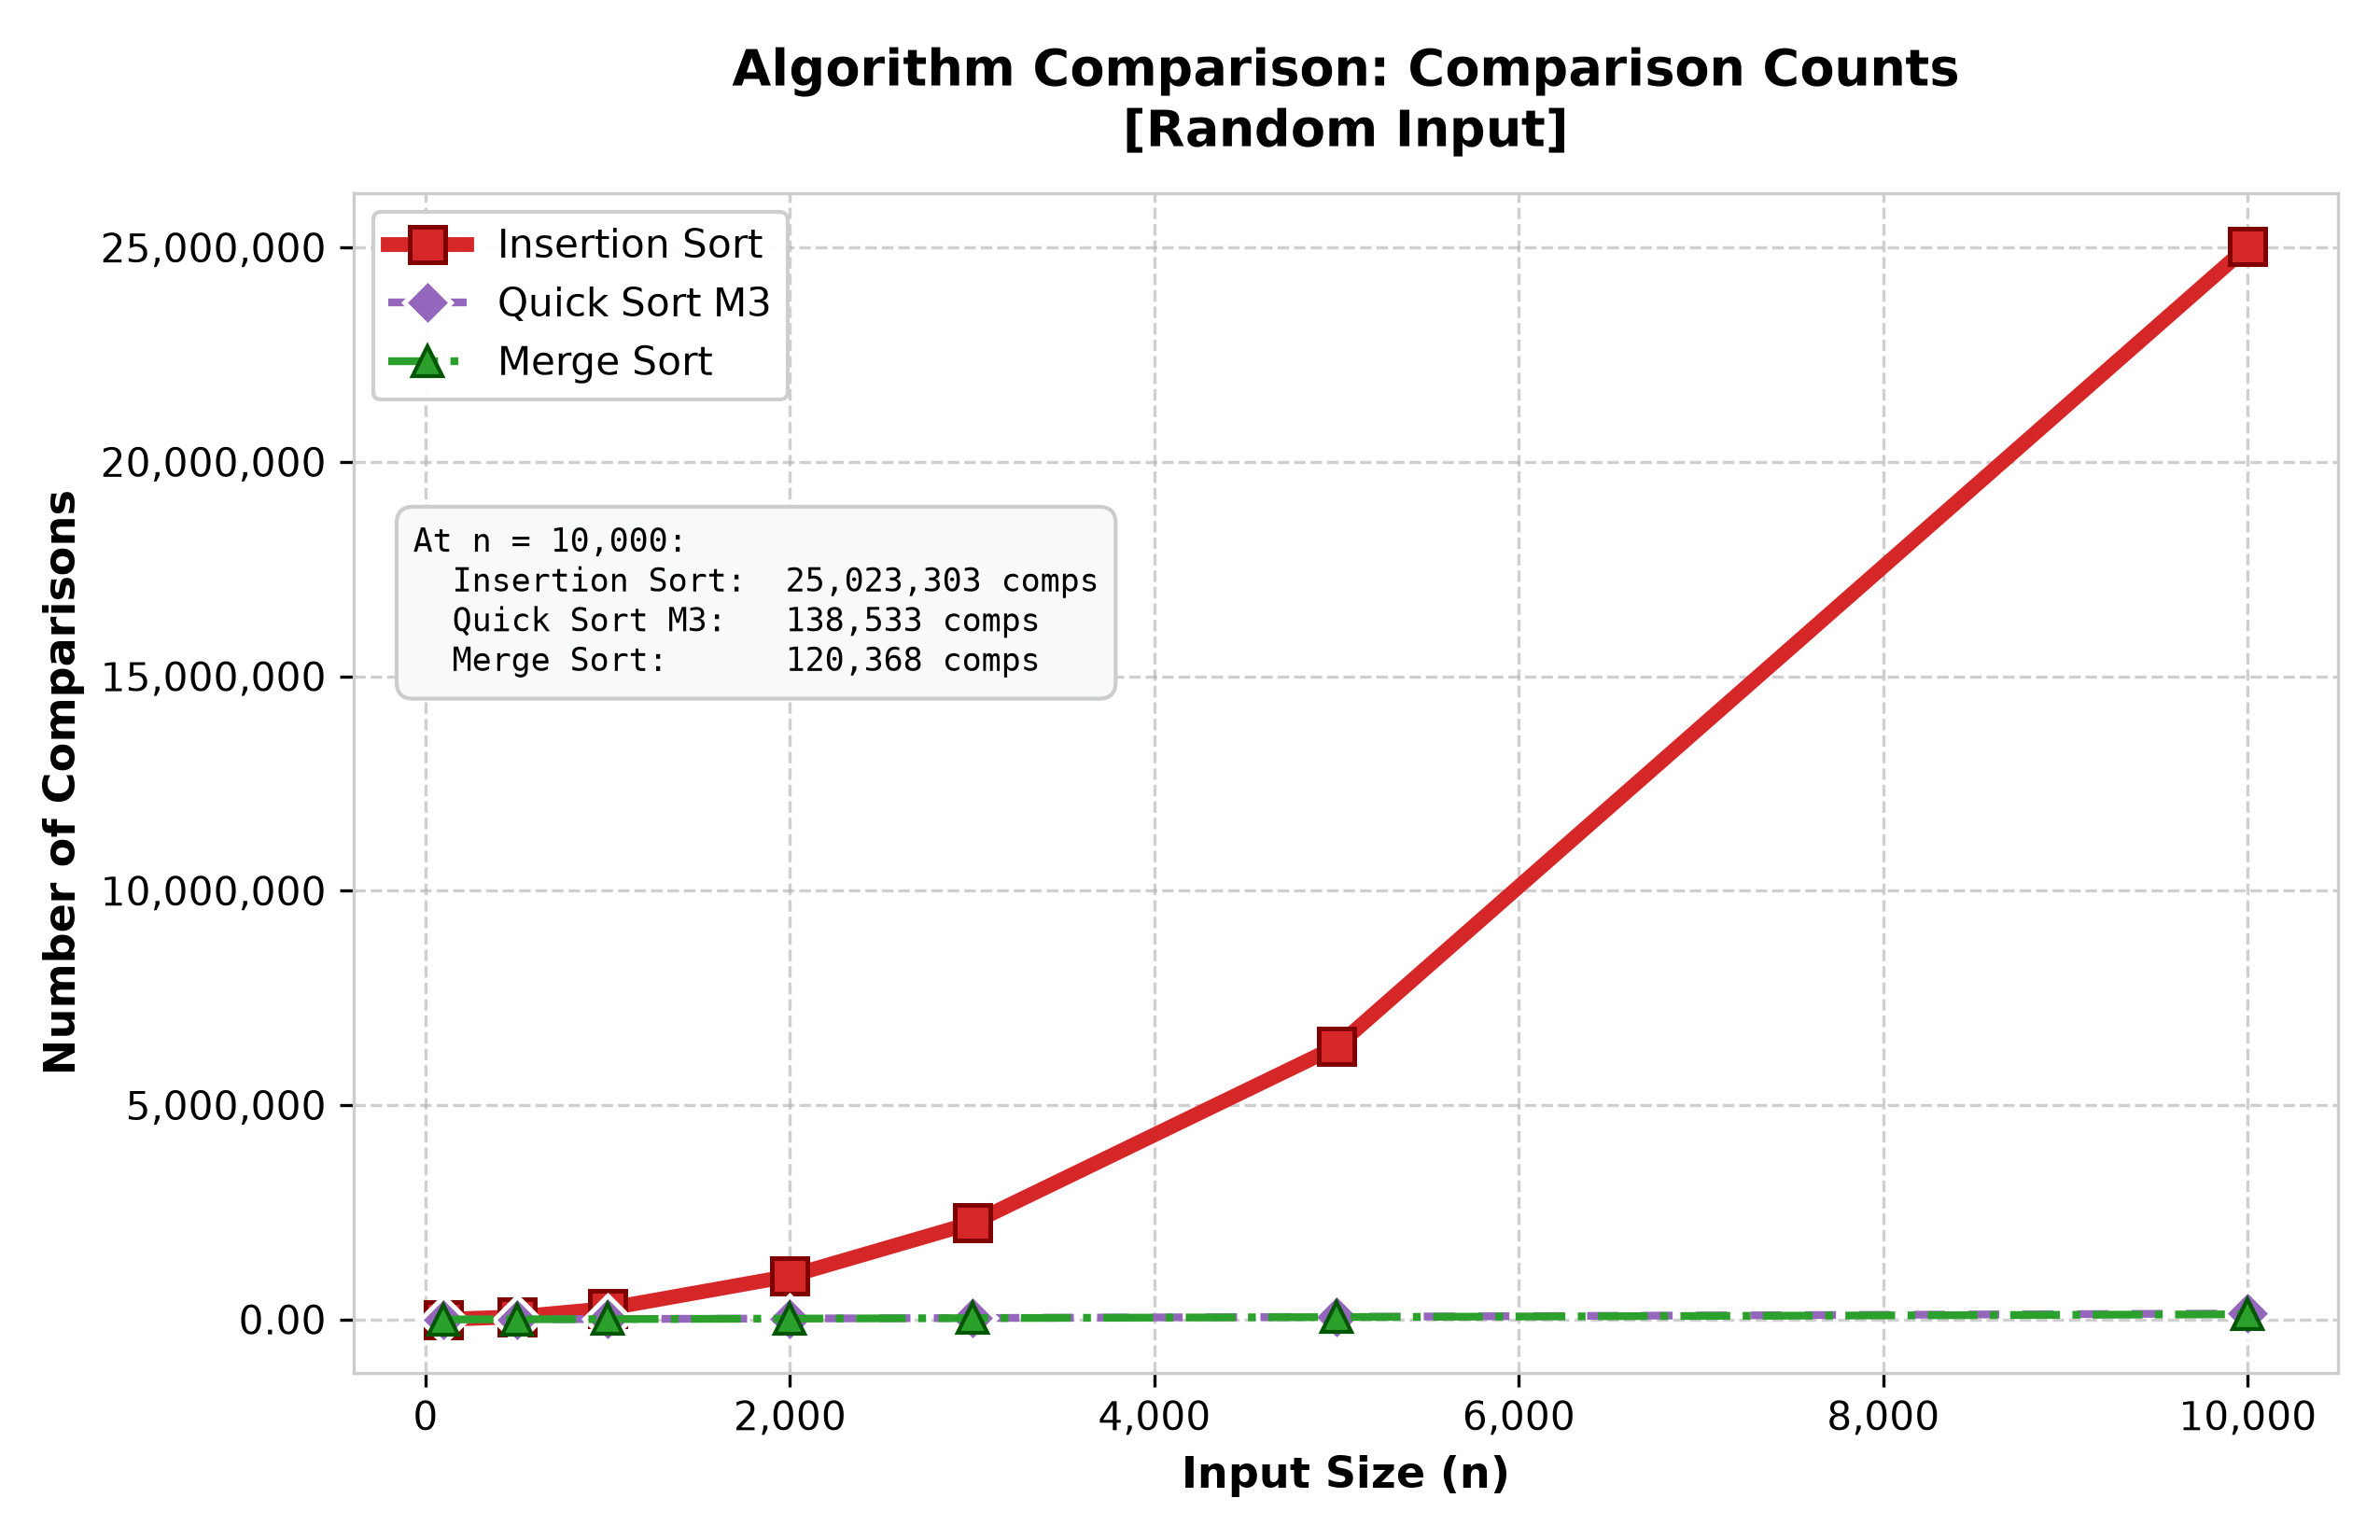 Algorithm Comparison: Comparison Counts
[Random Input]
Insertion Sort
Quick Sort M3
Merge Sort
At n = 10,000:
Insertion Sort: 25,023,303 comps
Quick Sort M3: 138,533 comps
Merge Sort: 120,368 comps
Number of Comparisons
25,000,000
20,000,000
15,000,000
10,000,000
5,000,000
0.00
0 2,000 4,000 6,000 8,000 10,000
Input Size (n)